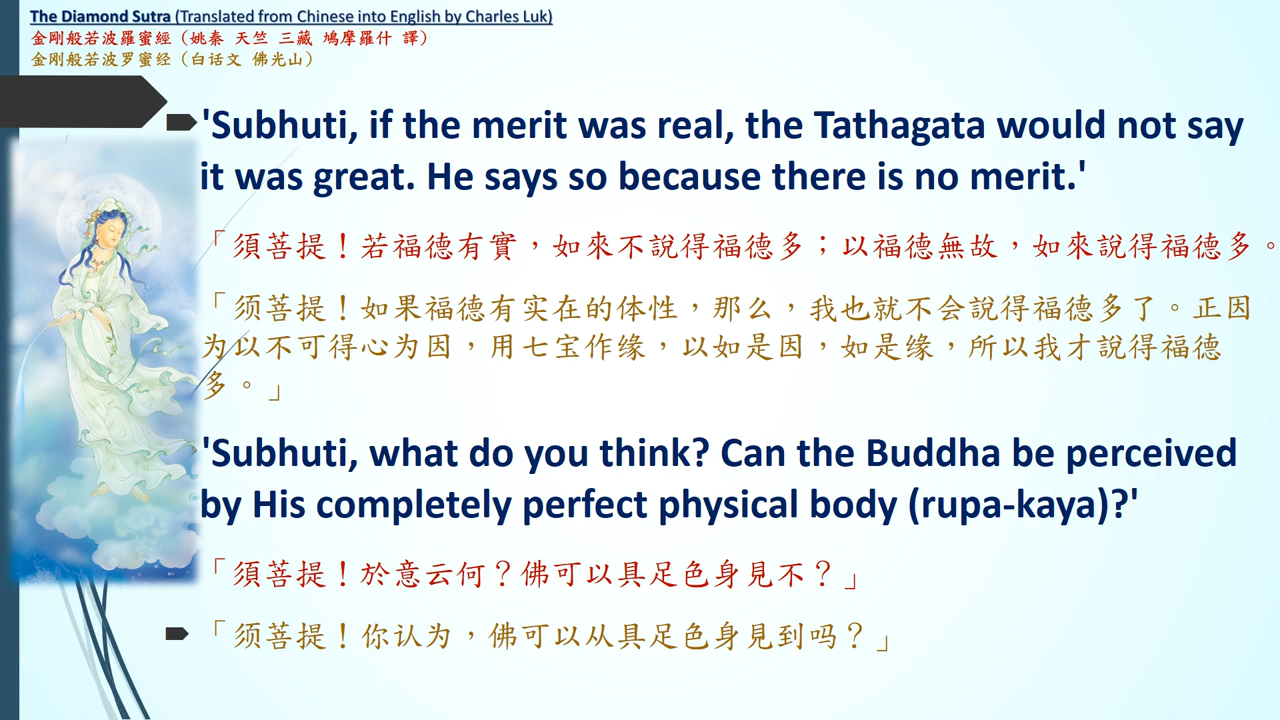 The Diamond Sutra (Translated from Chinese into English by Charles Luk)
金剛般若波羅蜜經（姚秦 天竺 三藏 鳩摩羅什 譯）
金剛般若波罗蜜经（白话文 佛光山）
'Subhuti, if the merit was real, the Tathagata would not say
it was great. He says so because there is no merit.'
「須菩提！若福德有實，如來不說得福德多；以福德無故，如來說得福德多。
「须菩提！如果福德有实在的体性，那么，我也就不会說得福德多了。正因
为以不可得心为因，用七宝作缘，以如是因，如是缘，所以我才說得福德
多。」
'Subhuti, what do you think? Can the Buddha be perceived
by His completely perfect physical body (rupa-kaya)?'
「須菩提！於意云何？佛可以具足色身見不？」
「须菩提！你认为，佛可以从具足色身見到吗？」